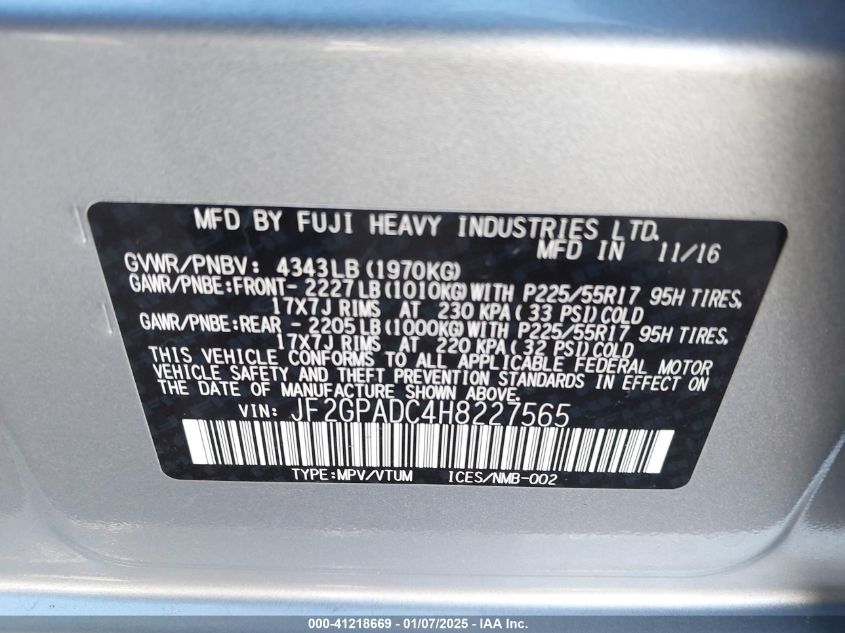 MFD BY FUJI HEAVY INDUSTRIES LTD.
MFD IN 11/16
GVWR/PNBV: 4343LB (1970KG)
GAWR/PNBE:FRONT- 2227LB(1010KG)WITH P225/55R17 95H TIRES,
17X7J RIMS AT 230 KPA( 33 PSI)COLD
GAWR/PNBE:REAR - 2205LB(1000KG)WITH P225/55R17 95H TIRES,
17X7J RIMS AT 220 KPA( 32 PSI)COLD
THIS VEHICLE CONFORMS TO ALL APPLICABLE FEDERAL MOTOR
VEHICLE SAFETY AND THEFT PREVENTION STANDARDS IN EFFECT ON
THE DATE OF MANUFACTURE SHOWN ABOVE.
VIN: JF2GPADC4H8227565
TYPE:MPV/VTUM ICES/NMB-002
000-41218669 - 01/07/2025 - IAA Inc.